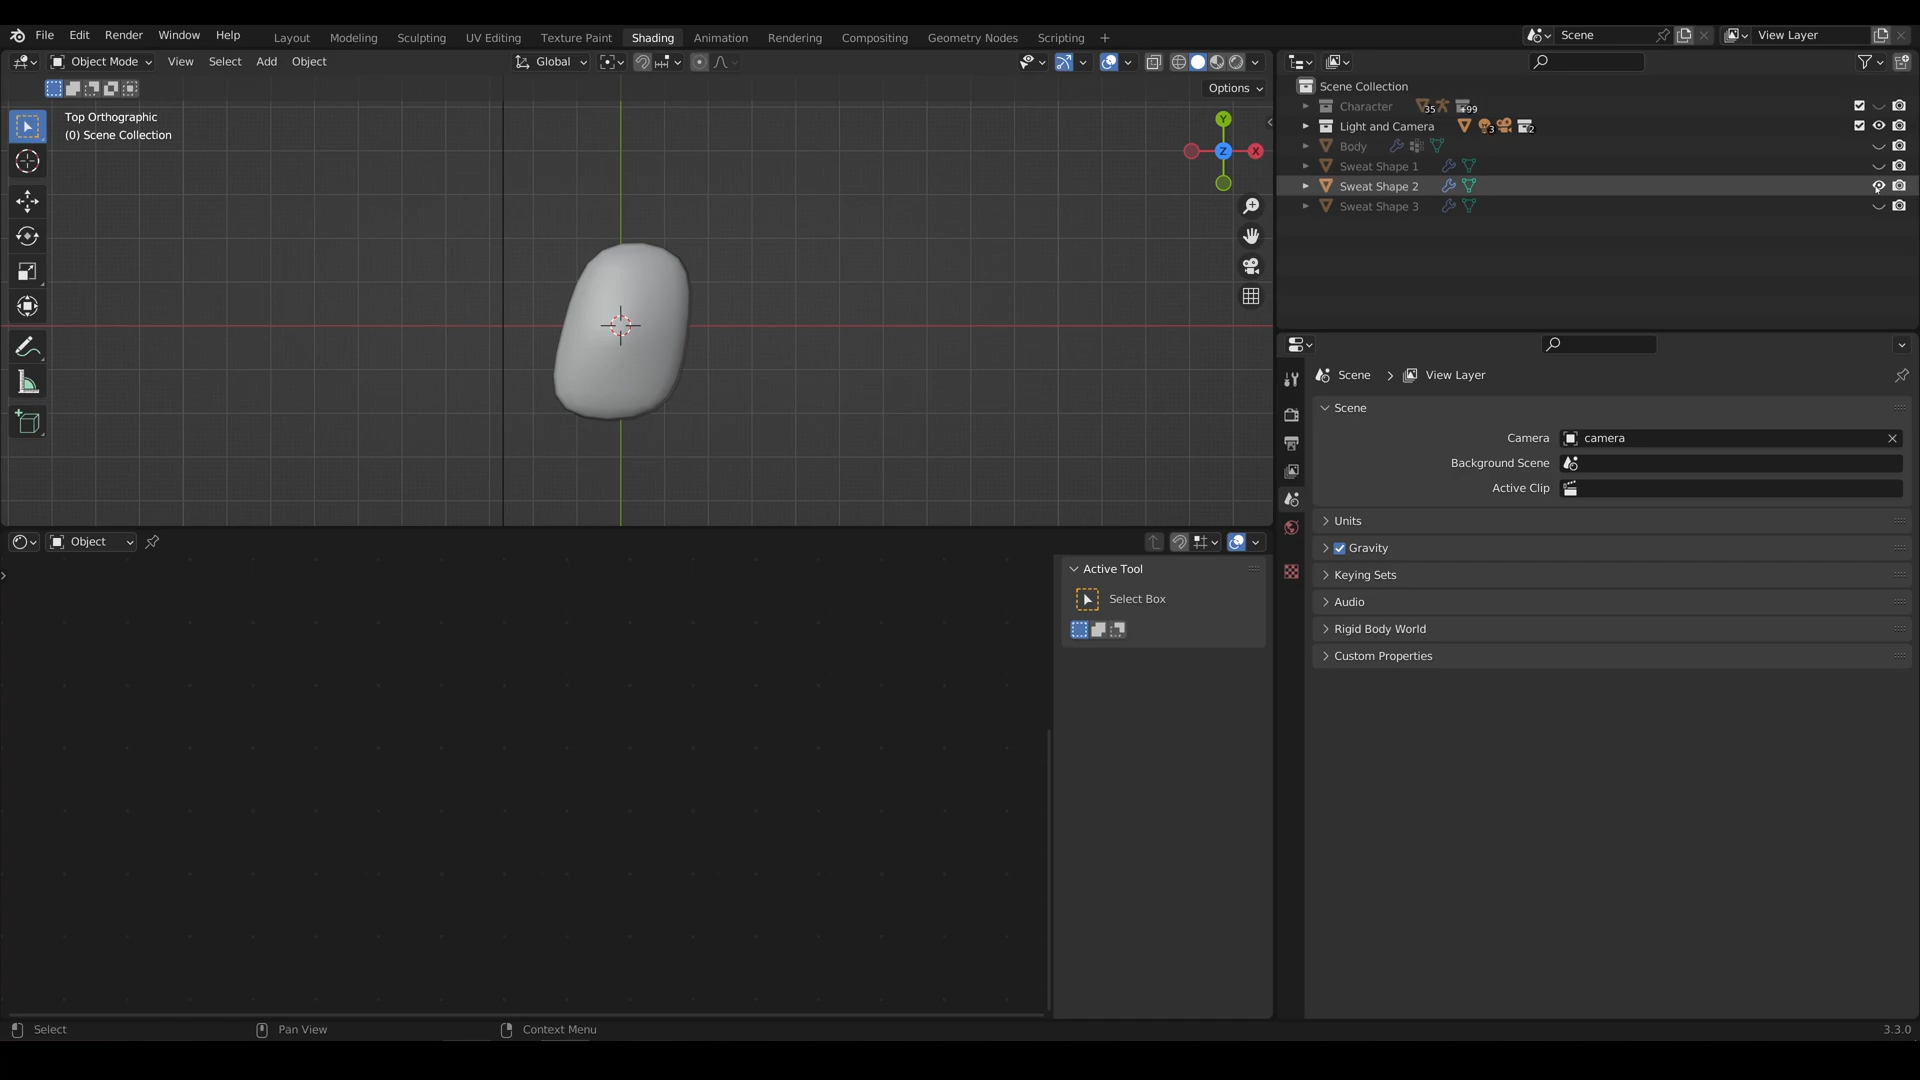 File Edit Render Window Help Layout Modeling Sculpting UV Editing Texture Paint Shading Animation Rendering Compositing Geometry Nodes Scripting + Scene View Layer
Object Mode View Select Add Object Global
Options
Top Orthographic
(0) Scene Collection
Y
X
Z
Scene Collection
Character 35 +99
Light and Camera 3 2
Body
Sweat Shape 1
Sweat Shape 2
Sweat Shape 3
Scene > View Layer
Scene
Camera camera
Background Scene
Active Clip
Units
Gravity
Keying Sets
Audio
Rigid Body World
Custom Properties
Object
Active Tool
Select Box
Select Pan View Context Menu 3.3.0